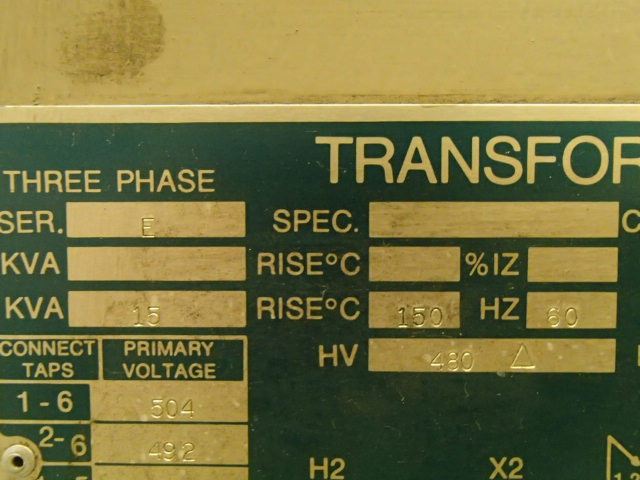 TRANSFOR
THREE PHASE
SER. E SPEC. C
KVA RISE°C %IZ
KVA 15 RISE°C 150 HZ 60
CONNECT TAPS PRIMARY VOLTAGE HV 480 △
1-6 504
2-6 492
H2 X2